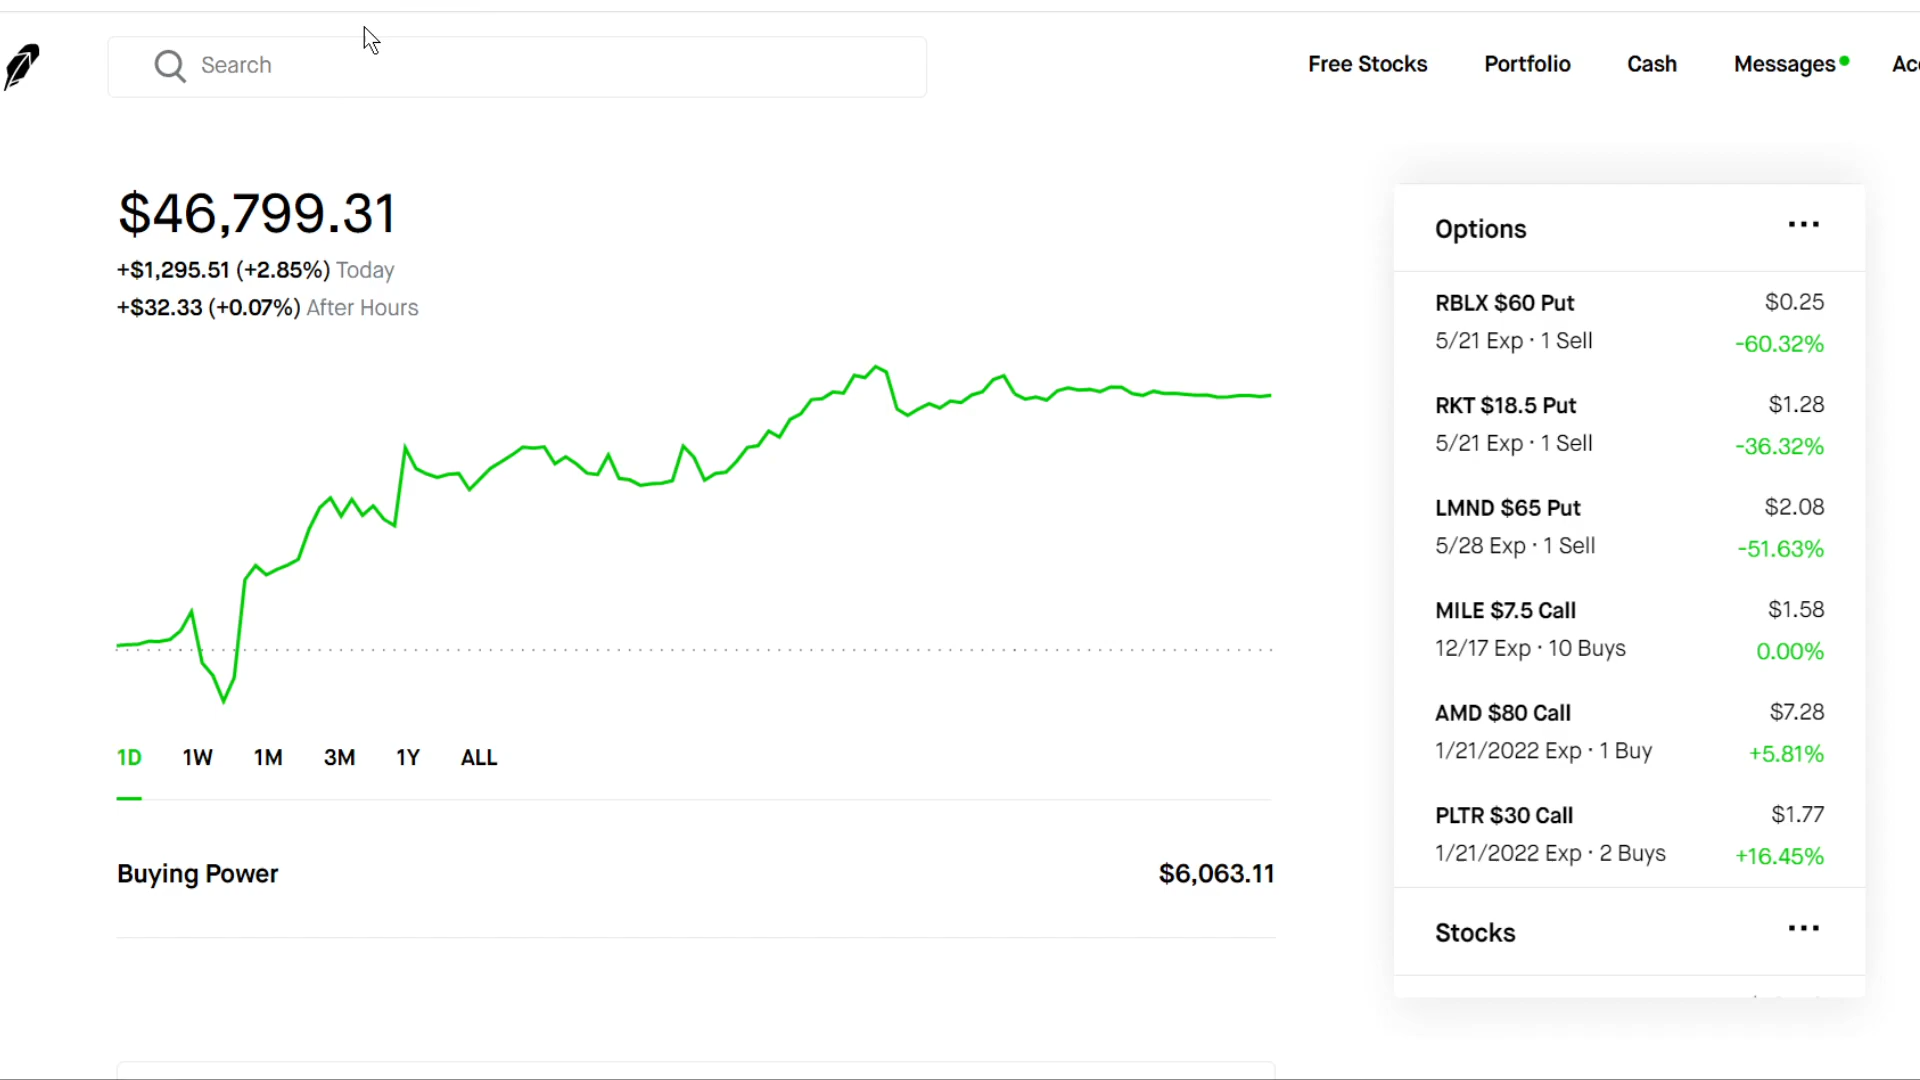 Search
Free Stocks
Portfolio
Cash
Messages
$46,799.31
+$1,295.51 (+2.85%) Today
+$32.33 (+0.07%) After Hours
1D
1W
1M
3M
1Y
ALL
Buying Power
$6,063.11
Options
RBLX $60 Put
$0.25
5/21 Exp · 1 Sell
-60.32%
RKT $18.5 Put
$1.28
5/21 Exp · 1 Sell
-36.32%
LMND $65 Put
$2.08
5/28 Exp · 1 Sell
-51.63%
MILE $7.5 Call
$1.58
12/17 Exp · 10 Buys
0.00%
AMD $80 Call
$7.28
1/21/2022 Exp · 1 Buy
+5.81%
PLTR $30 Call
$1.77
1/21/2022 Exp · 2 Buys
+16.45%
Stocks